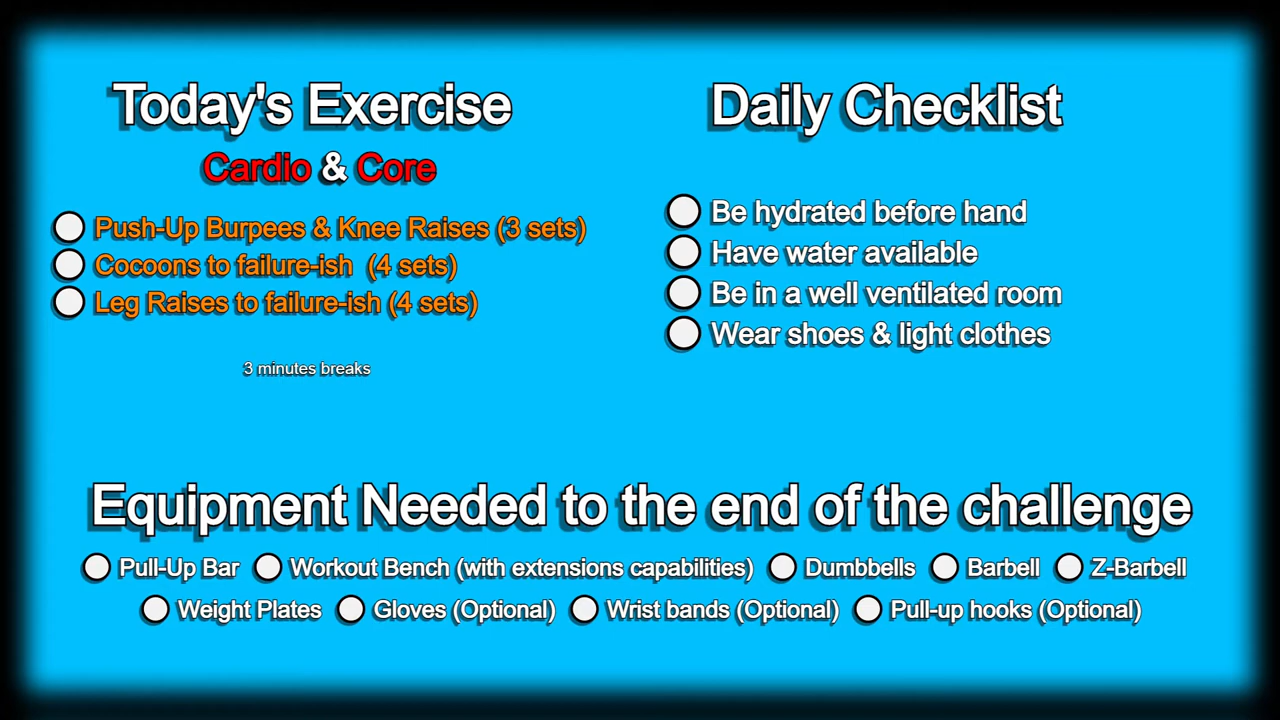 Today's Exercise
Cardio & Core
Push-Up Burpees & Knee Raises (3 sets)
Cocoons to failure-ish (4 sets)
Leg Raises to failure-ish (4 sets)
3 minutes breaks
Daily Checklist
Be hydrated before hand
Have water available
Be in a well ventilated room
Wear shoes & light clothes
Equipment Needed to the end of the challenge
Pull-Up Bar Workout Bench (with extensions capabilities) Dumbbells Barbell Z-Barbell
Weight Plates Gloves (Optional) Wrist bands (Optional) Pull-up hooks (Optional)